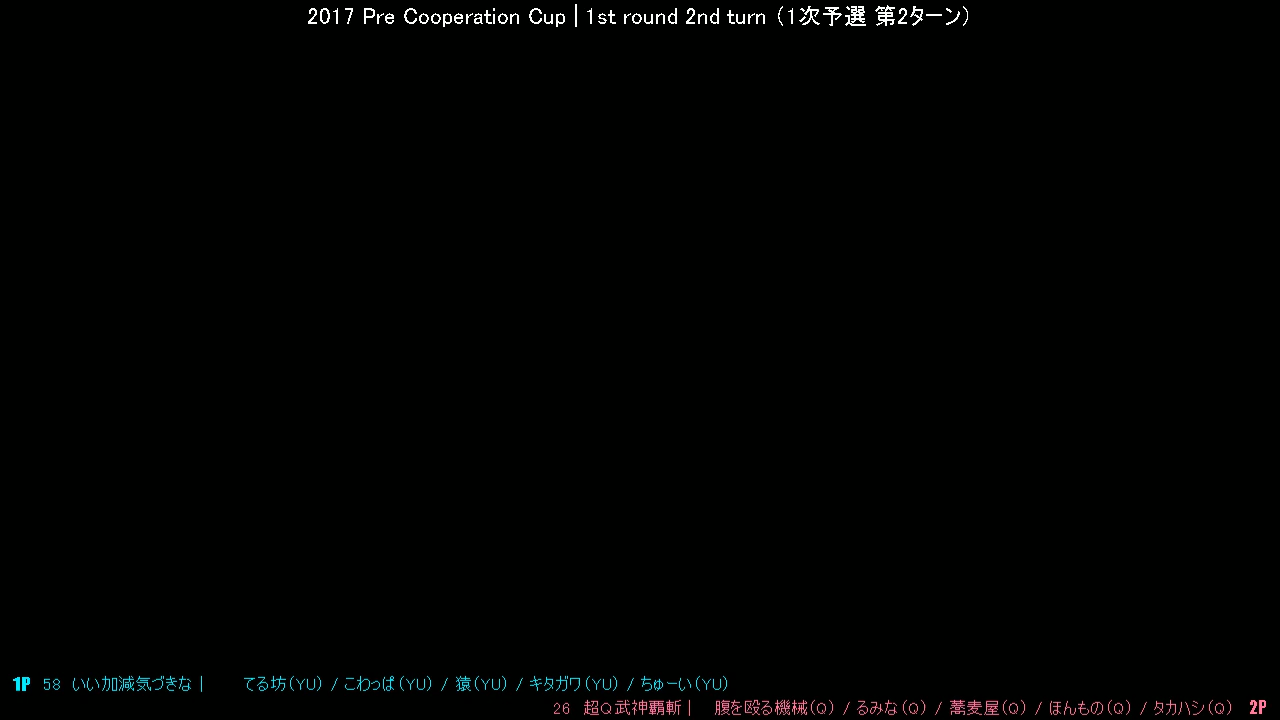 2017 Pre Cooperation Cup | 1st round 2nd turn (1次予選 第2ターン)
1P 58 いい加減気づきな | てる坊(YU) / こわっぱ(YU) / 猿(YU) / キタガワ(YU) / ちゅーい(YU)
26 超Q武神覇斬 | 腹を殴る機械(Q) / るみな(Q) / 蕎麦屋(Q) / ほんもの(Q) / タカハシ(Q) 2P